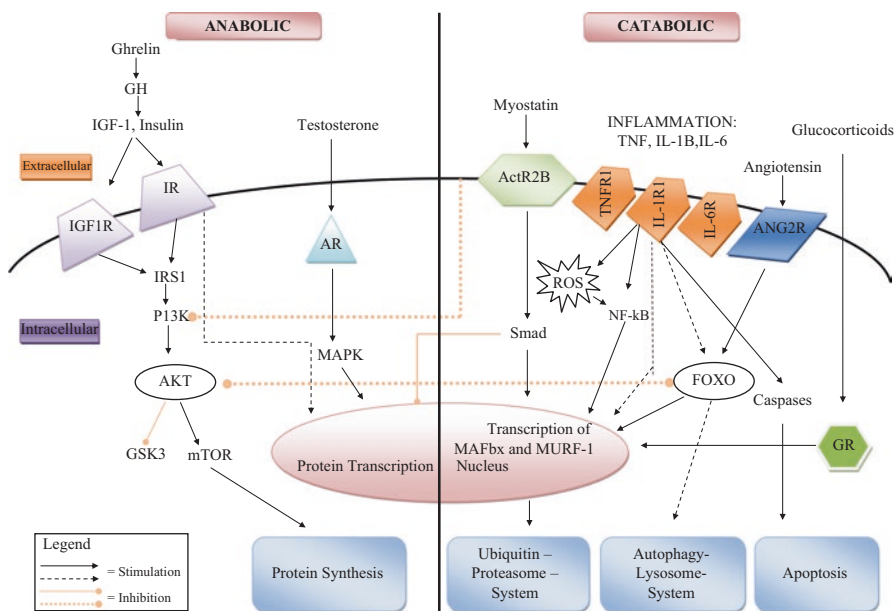 ANABOLIC
CATABOLIC
Ghrelin
GH
IGF-1, Insulin
Testosterone
Extracellular
IR
IGF1R
AR
IRS1
P13K
Intracellular
MAPK
AKT
GSK3
mTOR
Protein Transcription
Myostatin
INFLAMMATION:
TNF, IL-1B,IL-6
Glucocorticoids
Angiotensin
ActR2B
TNFR1
IL-1R1
IL-6R
ANG2R
ROS
NF-kB
Smad
FOXO
Caspases
Transcription of
MAFbx and MURF-1
Nucleus
GR
Legend
= Stimulation
= Inhibition
Protein Synthesis
Ubiquitin –
Proteasome –
System
Autophagy-
Lysosome-
System
Apoptosis